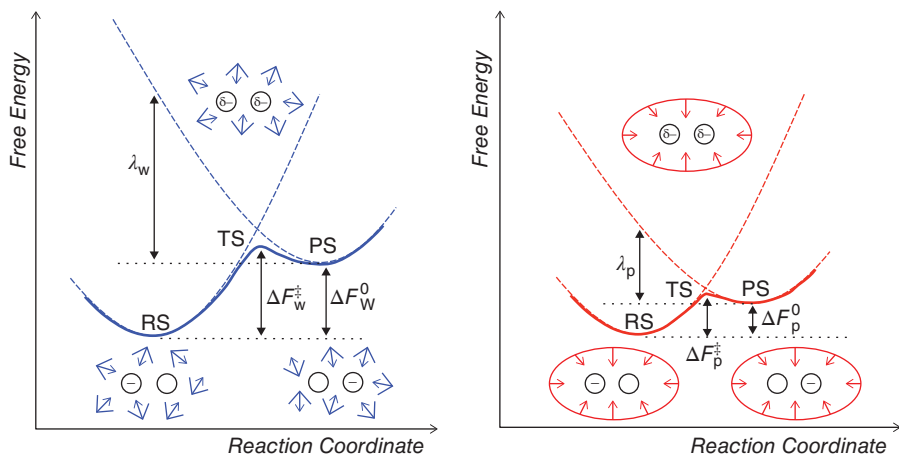 Free Energy
δ– δ–
λw
TS
PS
ΔF‡w
ΔF0W
RS
–
–
Reaction Coordinate
Free Energy
δ– δ–
λp
TS
PS
ΔF0p
RS
ΔF‡p
–
–
Reaction Coordinate